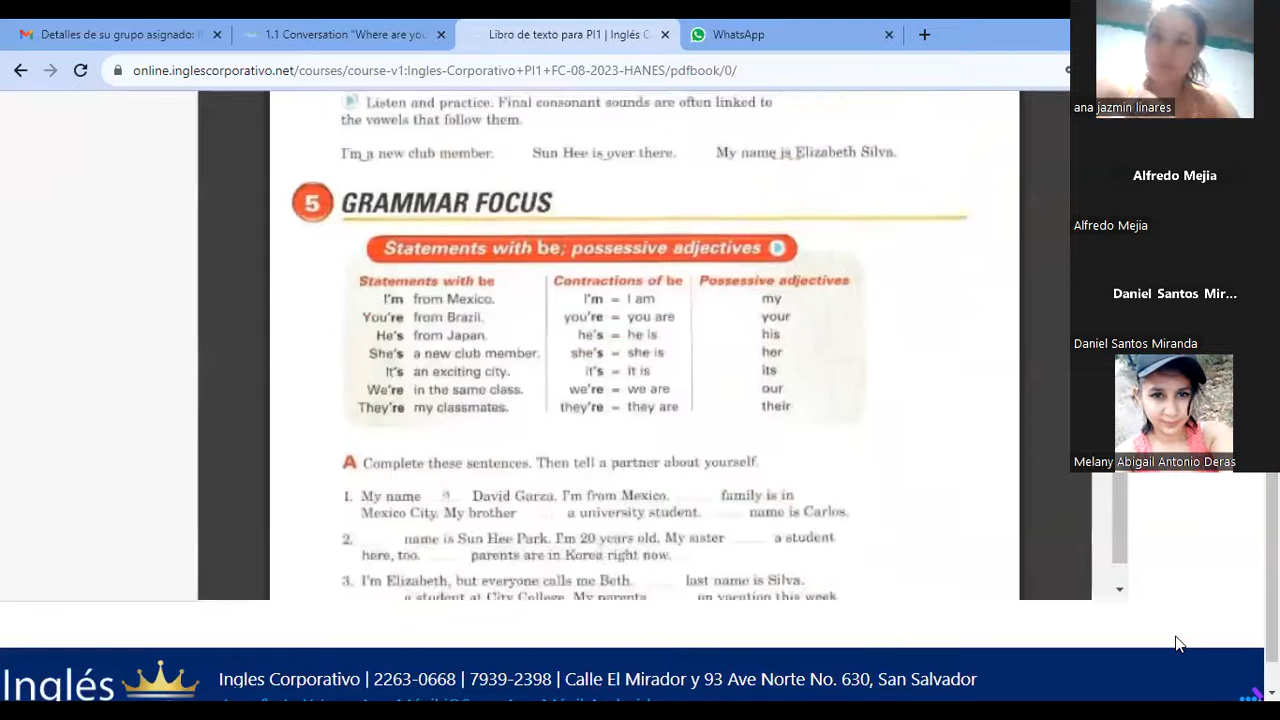 Detalles de su grupo asignado: I
1.1 Conversation "Where are you
Libro de texto para PI1 | Inglés C
WhatsApp
online.inglescorporativo.net/courses/course-v1:Ingles-Corporativo+PI1+FC-08-2023-HANES/pdfbook/0/
Listen and practice. Final consonant sounds are often linked to
the vowels that follow them.
I'm a new club member. Sun Hee is over there. My name is Elizabeth Silva.
5 GRAMMAR FOCUS
Statements with be; possessive adjectives
Statements with be Contractions of be Possessive adjectives
I'm from Mexico. I'm = I am my
You're from Brazil. you're = you are your
He's from Japan. he's = he is his
She's a new club member. she's = she is her
It's an exciting city. it's = it is its
We're in the same class. we're = we are our
They're my classmates. they're = they are their
A Complete these sentences. Then tell a partner about yourself.
1. My name David Garza. I'm from Mexico. family is in
Mexico City. My brother a university student. name is Carlos.
2. name is Sun Hee Park. I'm 20 years old. My sister a student
here, too. parents are in Korea right now.
3. I'm Elizabeth, but everyone calls me Beth. last name is Silva.
a student at City College. My parents on vacation this week
ana jazmin linares
Alfredo Mejia
Alfredo Mejia
Daniel Santos Mir...
Daniel Santos Miranda
Melany Abigail Antonio Deras
Inglés
Ingles Corporativo | 2263-0668 | 7939-2398 | Calle El Mirador y 93 Ave Norte No. 630, San Salvador